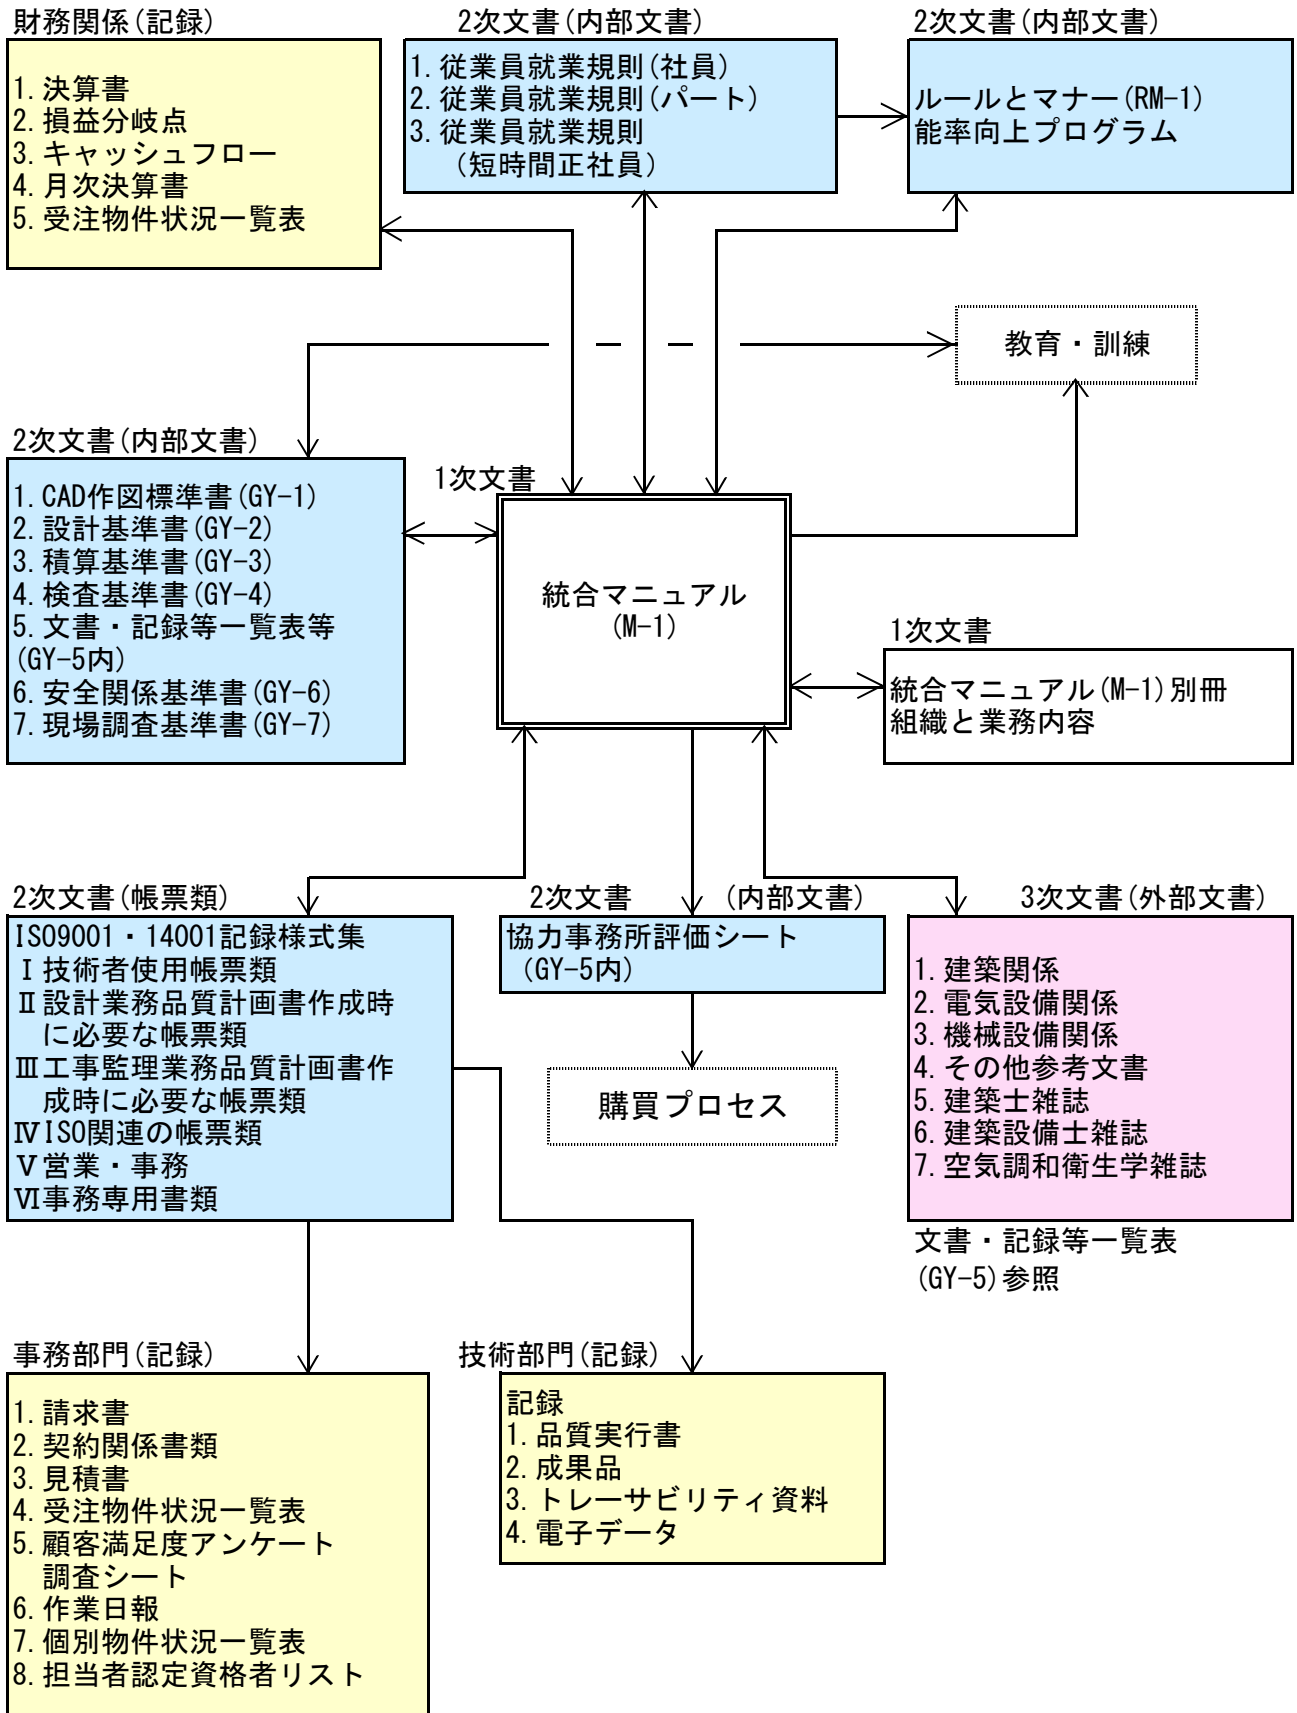 財務関係(記録)
1. 決算書
2. 損益分岐点
3. キャッシュフロー
4. 月次決算書
5. 受注物件状況一覧表
2次文書(内部文書)
1. 従業員就業規則(社員)
2. 従業員就業規則(パート)
3. 従業員就業規則
(短時間正社員)
2次文書(内部文書)
ルールとマナー(RM-1)
能率向上プログラム
教育・訓練
2次文書(内部文書)
1. CAD作図標準書(GY-1)
2. 設計基準書(GY-2)
3. 積算基準書(GY-3)
4. 検査基準書(GY-4)
5. 文書・記録等一覧表等
(GY-5内)
6. 安全関係基準書(GY-6)
7. 現場調査基準書(GY-7)
1次文書
統合マニュアル
(M-1)
1次文書
統合マニュアル(M-1)別冊
組織と業務内容
2次文書(帳票類)
ISO9001・14001記録様式集
Ⅰ技術者使用帳票類
Ⅱ設計業務品質計画書作成時
に必要な帳票類
Ⅲ工事監理業務品質計画書作
成時に必要な帳票類
ⅣISO関連の帳票類
Ⅴ営業・事務
Ⅵ事務専用書類
2次文書 (内部文書)
協力事務所評価シート
(GY-5内)
購買プロセス
3次文書(外部文書)
1. 建築関係
2. 電気設備関係
3. 機械設備関係
4. その他参考文書
5. 建築士雑誌
6. 建築設備士雑誌
7. 空気調和衛生学雑誌
文書・記録等一覧表
(GY-5)参照
事務部門(記録)
1. 請求書
2. 契約関係書類
3. 見積書
4. 受注物件状況一覧表
5. 顧客満足度アンケート
調査シート
6. 作業日報
7. 個別物件状況一覧表
8. 担当者認定資格者リスト
技術部門(記録)
記録
1. 品質実行書
2. 成果品
3. トレーサビリティ資料
4. 電子データ